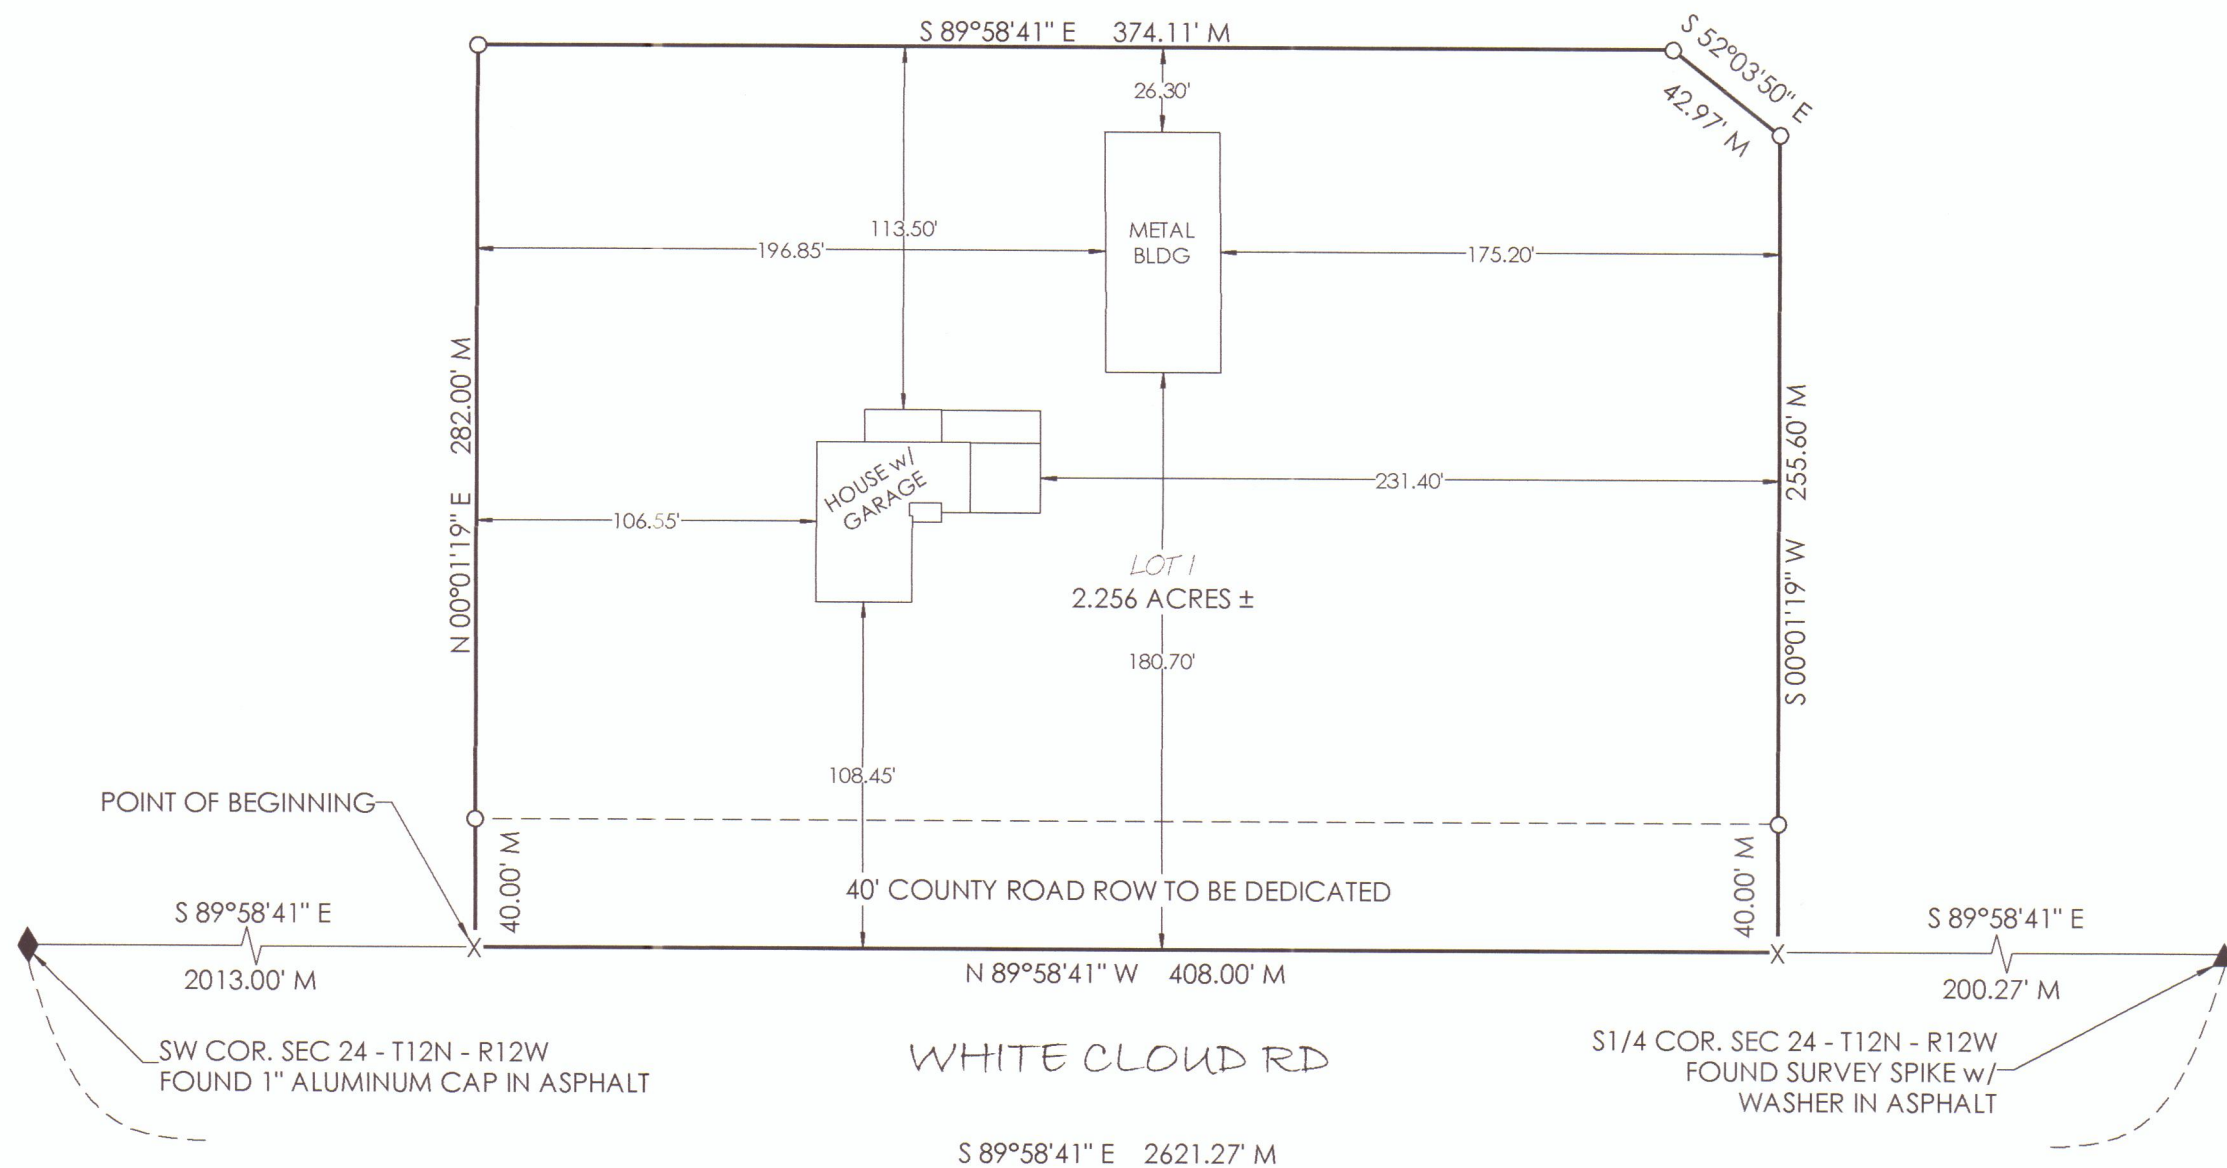 S 89°58'41" E 374.11' M
S 52°03'50" E
42.97' M
26.30'
113.50'
METAL
BLDG
196.85'
175.20'
N 00°01'19" E 282.00' M
S 00°01'19" W 255.60' M
HOUSE w/
GARAGE
231.40'
106.55'
LOT 1
2.256 ACRES ±
180.70'
108.45'
POINT OF BEGINNING
40.00' M
40.00' M
40' COUNTY ROAD ROW TO BE DEDICATED
S 89°58'41" E
2013.00' M
X
X
S 89°58'41" E
200.27' M
N 89°58'41" W 408.00' M
SW COR. SEC 24 - T12N - R12W
FOUND 1" ALUMINUM CAP IN ASPHALT
WHITE CLOUD RD
S1/4 COR. SEC 24 - T12N - R12W
FOUND SURVEY SPIKE w/
WASHER IN ASPHALT
S 89°58'41" E 2621.27' M